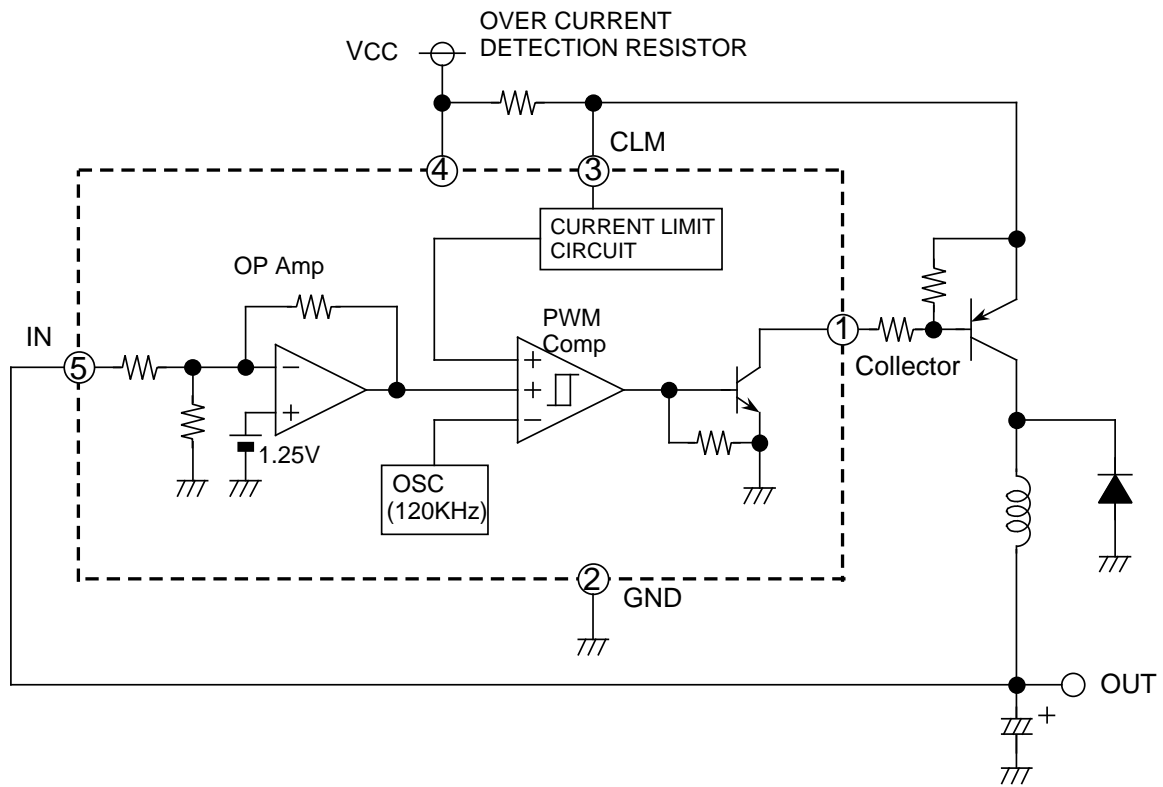 OVER CURRENT
DETECTION RESISTOR
VCC
CLM
4
3
CURRENT LIMIT
CIRCUIT
OP Amp
IN
5
−
+
1.25V
PWM
Comp
+
+
−
OSC
(120KHz)
1
Collector
2
GND
OUT
+